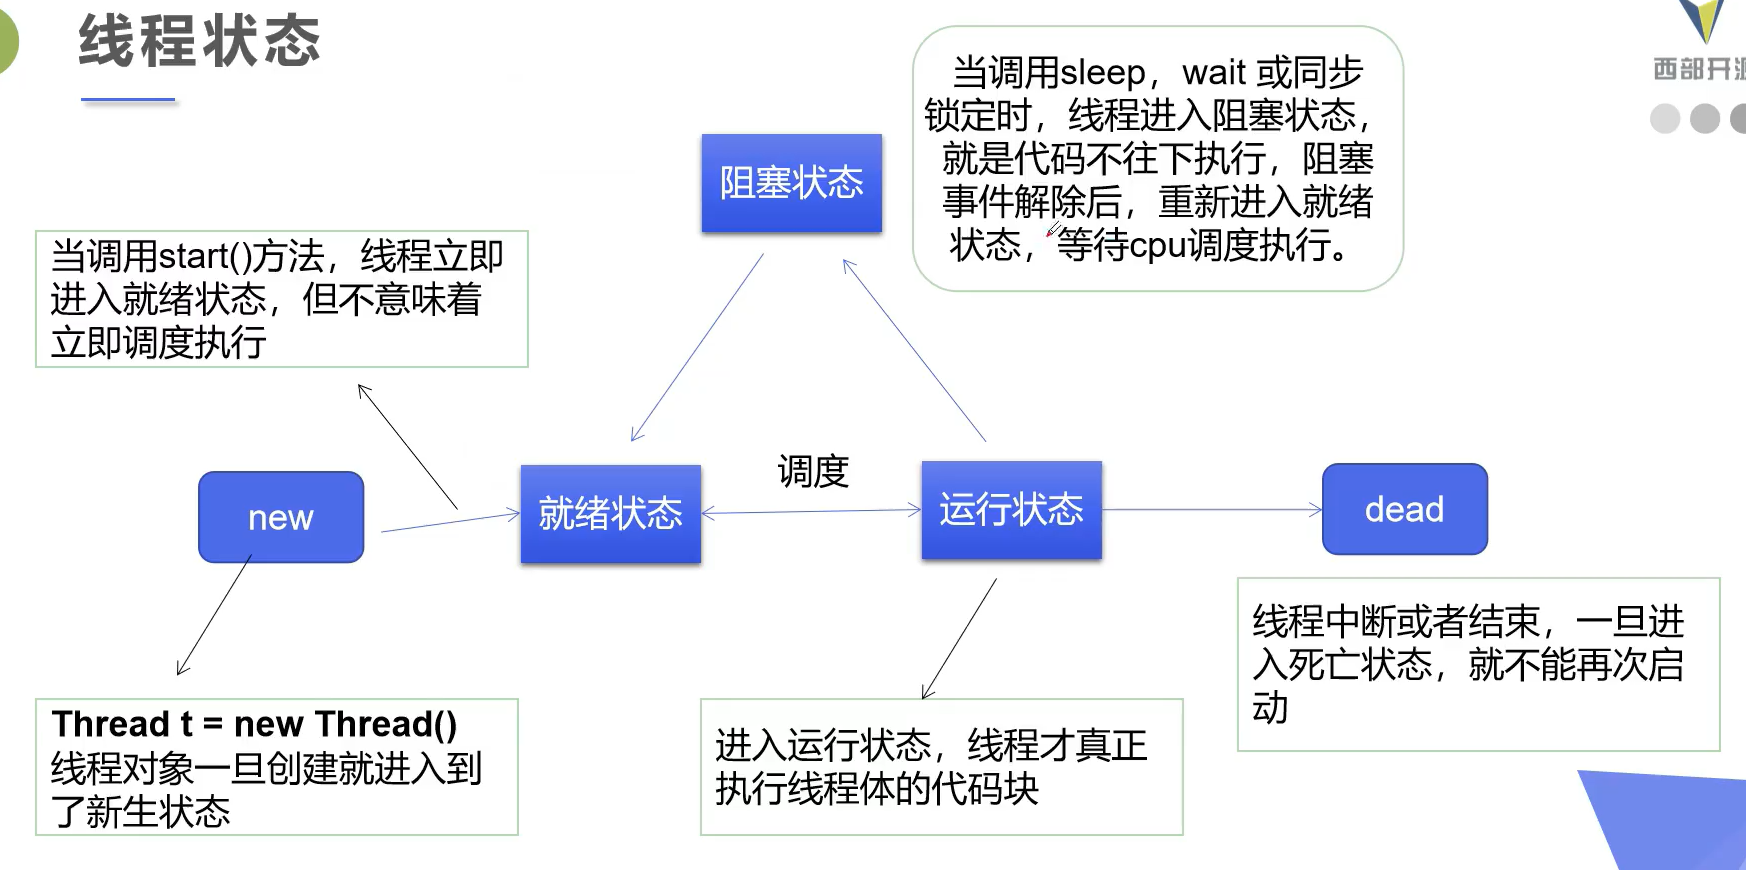 线程状态
西部开源
当调用sleep，wait 或同步
锁定时，线程进入阻塞状态，
就是代码不往下执行，阻塞
事件解除后，重新进入就绪
状态，等待cpu调度执行。
阻塞状态
当调用start()方法，线程立即
进入就绪状态，但不意味着
立即调度执行
调度
new
就绪状态
运行状态
dead
Thread t = new Thread()
线程对象一旦创建就进入到
了新生状态
进入运行状态，线程才真正
执行线程体的代码块
线程中断或者结束，一旦进
入死亡状态，就不能再次启
动